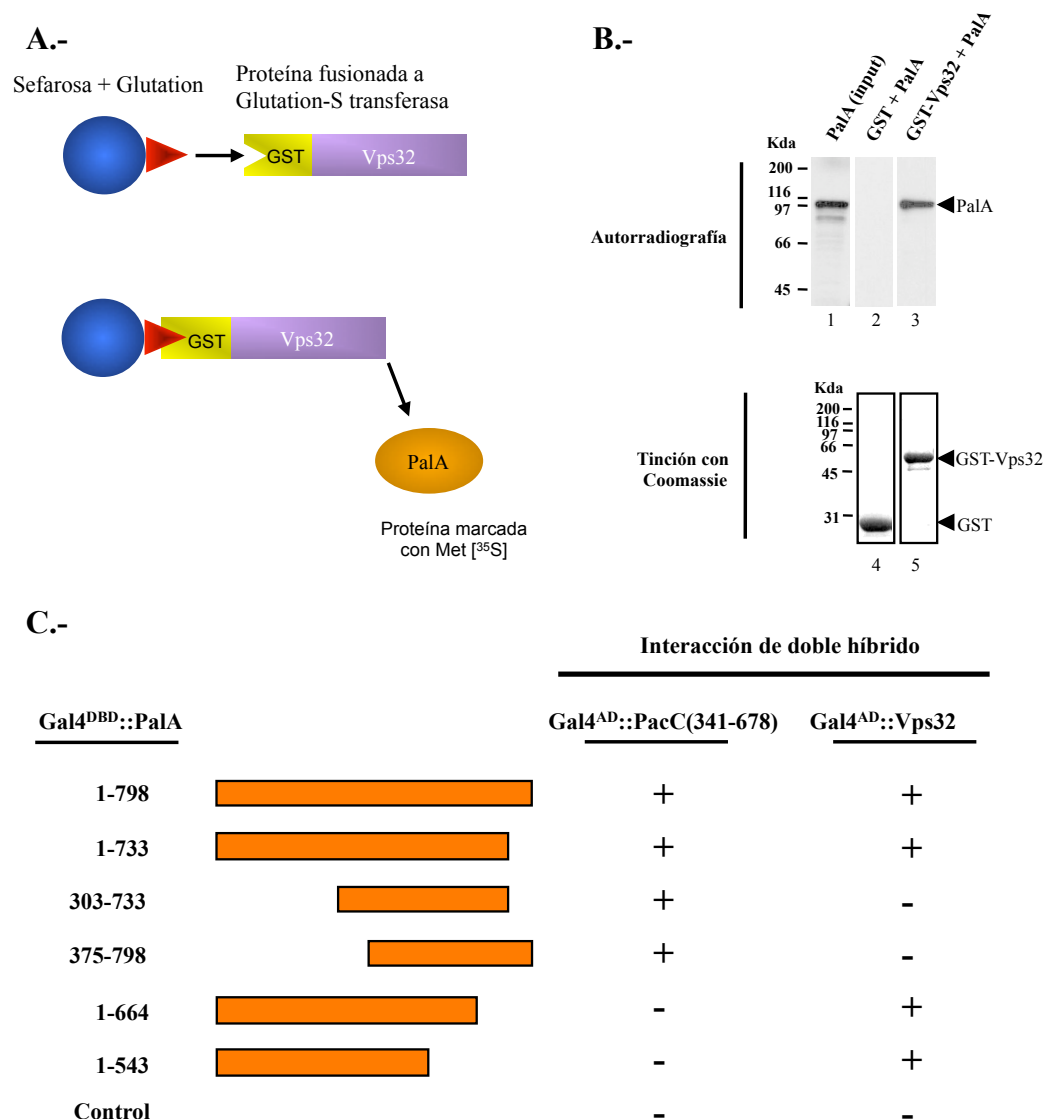 A.-
Sefarosa + Glutation
Proteína fusionada a
Glutation-S transferasa
GST
Vps32
GST
Vps32
PalA
Proteína marcada
con Met [³⁵S]
B.-
PalA (input)
GST + PalA
GST-Vps32 + PalA
Kda
200
116
97
66
45
Autorradiografía
PalA
1 2 3
Kda
200
116
97
66
45
31
Tinción con
Coomassie
GST-Vps32
GST
4 5
C.-
Interacción de doble híbrido
Gal4ᴰᴮᴰ::PalA Gal4ᴬᴰ::PacC(341-678) Gal4ᴬᴰ::Vps32
1-798 + +
1-733 + +
303-733 + -
375-798 + -
1-664 - +
1-543 - +
Control - -